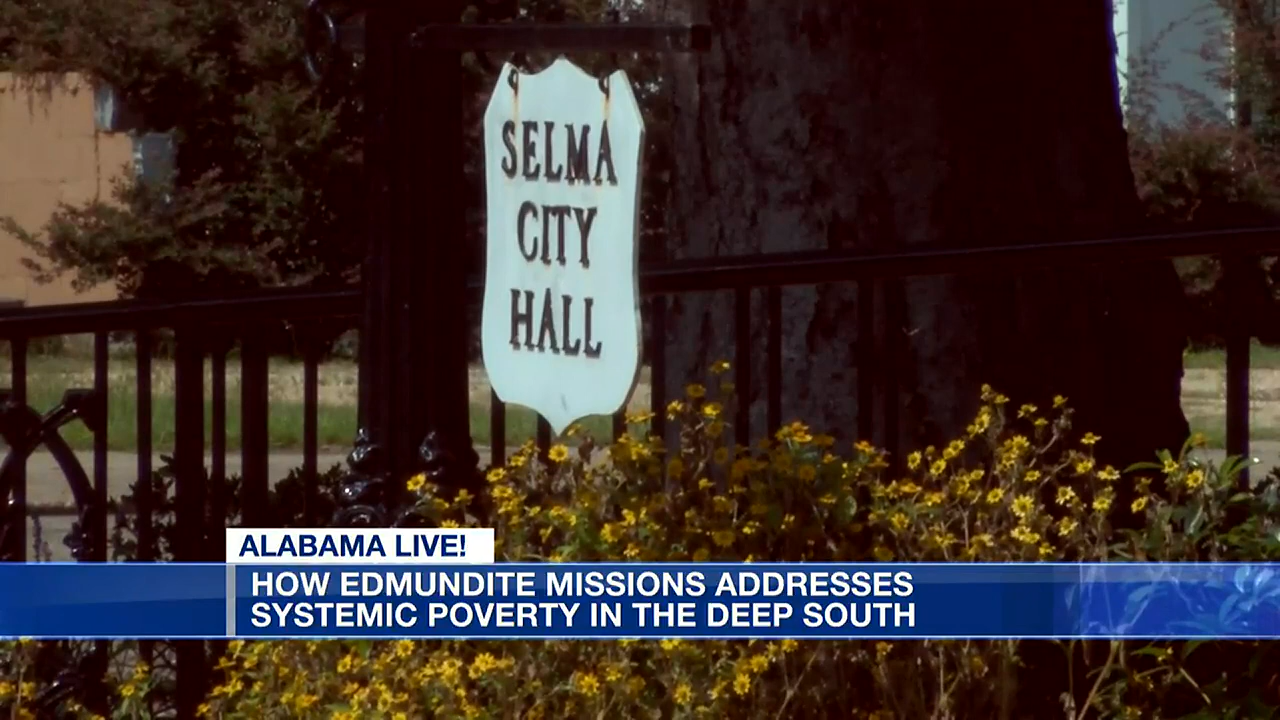 SELMA
CITY
HALL
ALABAMA LIVE!
HOW EDMUNDITE MISSIONS ADDRESSES
SYSTEMIC POVERTY IN THE DEEP SOUTH